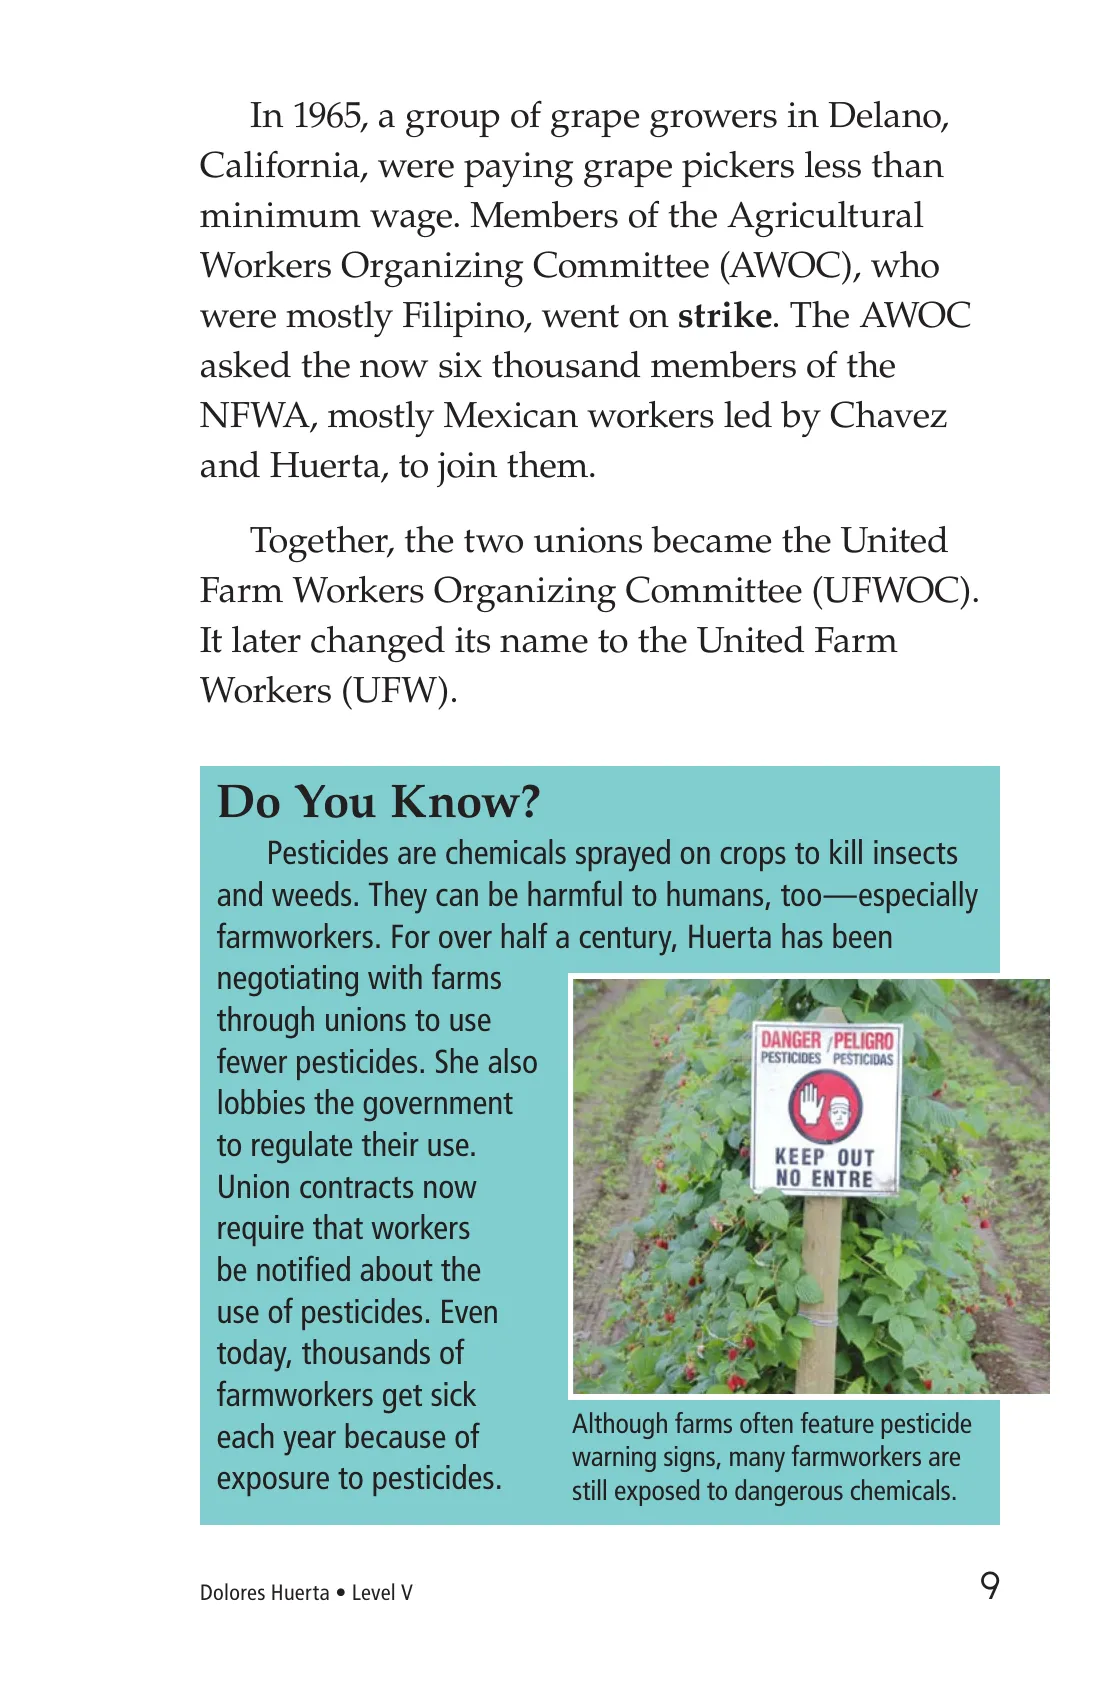 In 1965, a group of grape growers in Delano,
California, were paying grape pickers less than
minimum wage. Members of the Agricultural
Workers Organizing Committee (AWOC), who
were mostly Filipino, went on strike. The AWOC
asked the now six thousand members of the
NFWA, mostly Mexican workers led by Chavez
and Huerta, to join them.
Together, the two unions became the United
Farm Workers Organizing Committee (UFWOC).
It later changed its name to the United Farm
Workers (UFW).
Do You Know?
Pesticides are chemicals sprayed on crops to kill insects
and weeds. They can be harmful to humans, too—especially
farmworkers. For over half a century, Huerta has been
negotiating with farms
through unions to use
fewer pesticides. She also
lobbies the government
to regulate their use.
Union contracts now
require that workers
be notified about the
use of pesticides. Even
today, thousands of
farmworkers get sick
each year because of
exposure to pesticides.
DANGER / PELIGRO
PESTICIDES PESTICIDAS
KEEP OUT
NO ENTRE
Although farms often feature pesticide
warning signs, many farmworkers are
still exposed to dangerous chemicals.
Dolores Huerta • Level V
9